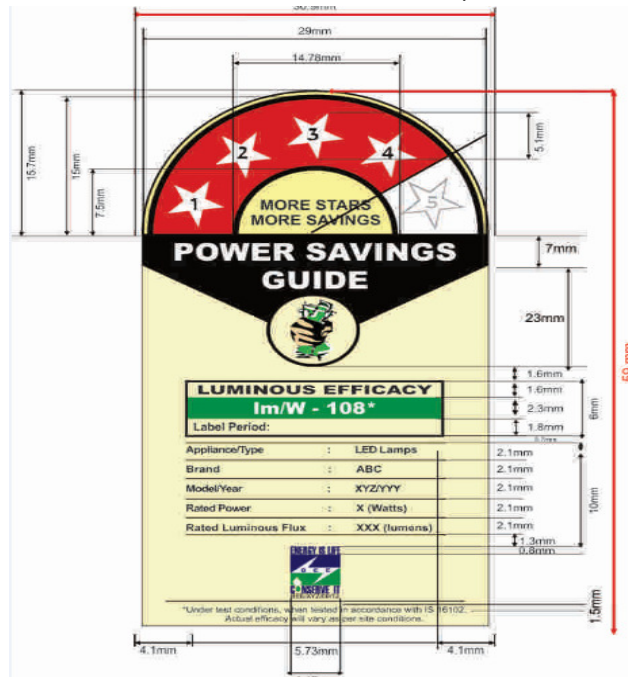 30.9mm
29mm
14.78mm
15.7mm
15mm
7.5mm
5.1mm
1
2
3
4
5
MORE STARS
MORE SAVINGS
POWER SAVINGS
GUIDE
7mm
23mm
1.6mm
LUMINOUS EFFICACY
1.6mm
lm/W - 108*
2.3mm
6mm
Label Period:
1.8mm
Appliance/Type : LED Lamps
2.1mm
Brand : ABC
2.1mm
Model/Year : XYZ/YYY
2.1mm
10mm
Rated Power : X (Watts)
2.1mm
Rated Luminous Flux : XXX (lumens)
2.1mm
1.3mm
0.8mm
ENERGY IS LIFE
BEE
CONSERVE IT
*Under test conditions, when tested in accordance with IS 16102.
Actual efficacy will vary as per site conditions.
1.5mm
4.1mm
5.73mm
4.1mm